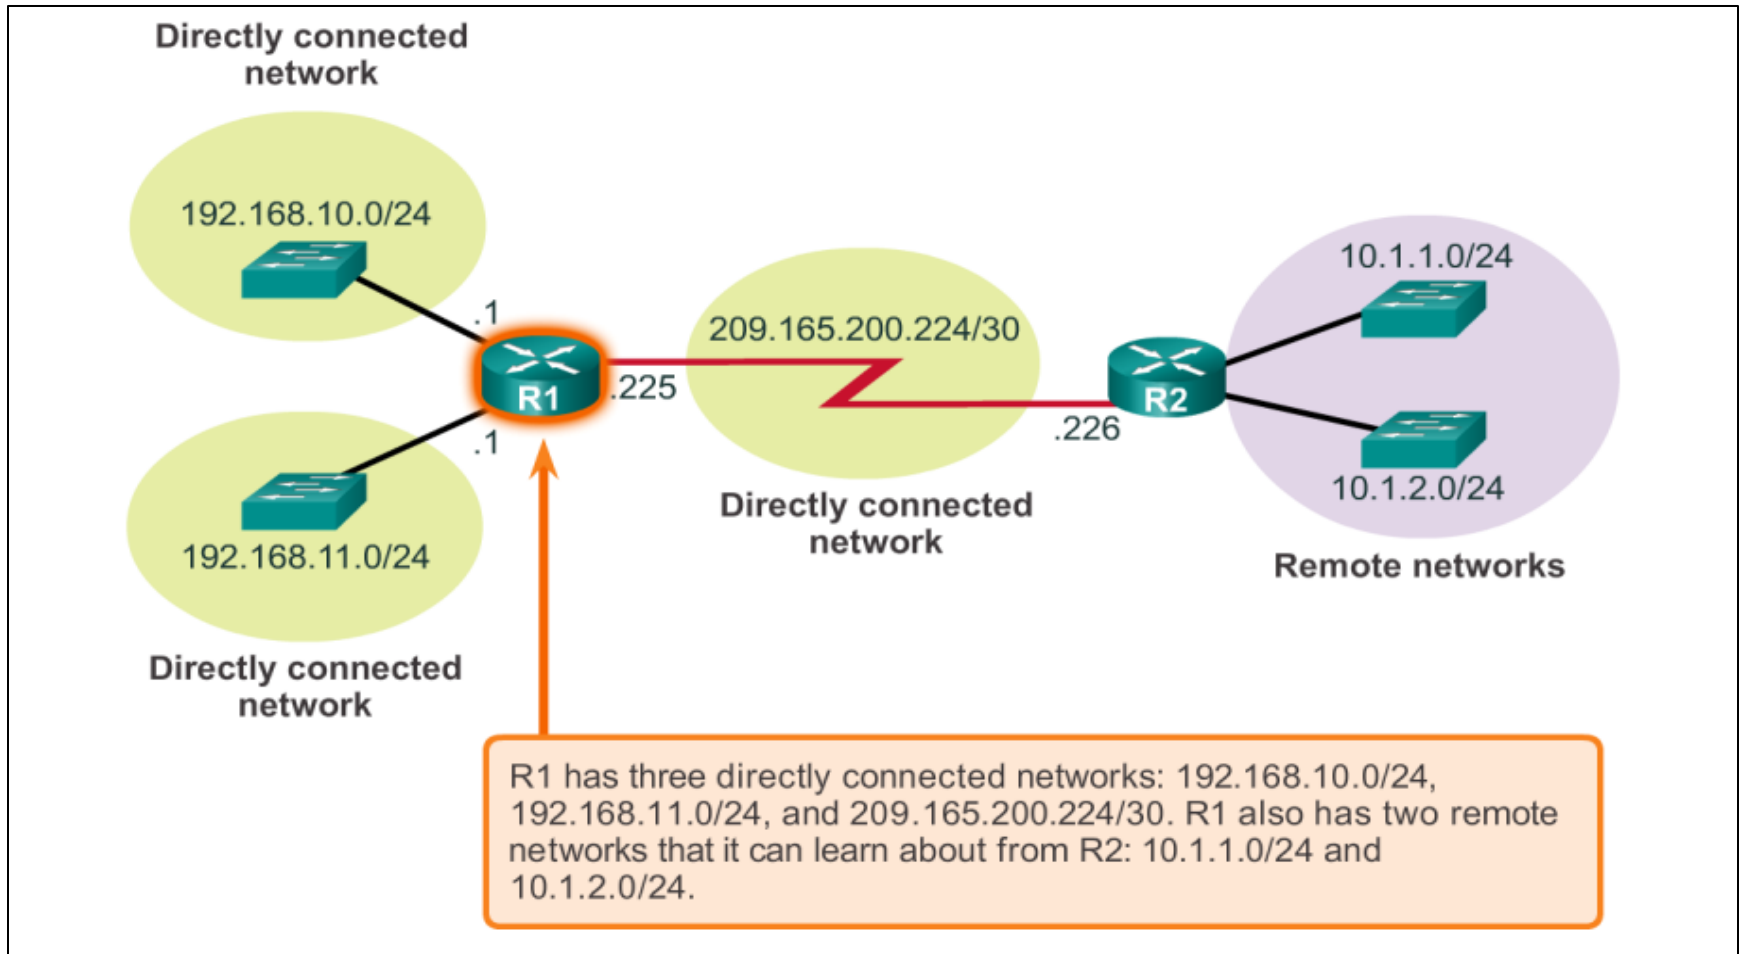 Directly connected
network
192.168.10.0/24
.1
R1
.225
209.165.200.224/30
.226
R2
10.1.1.0/24
10.1.2.0/24
Remote networks
Directly connected
network
.1
192.168.11.0/24
Directly connected
network
R1 has three directly connected networks: 192.168.10.0/24,
192.168.11.0/24, and 209.165.200.224/30. R1 also has two remote
networks that it can learn about from R2: 10.1.1.0/24 and
10.1.2.0/24.